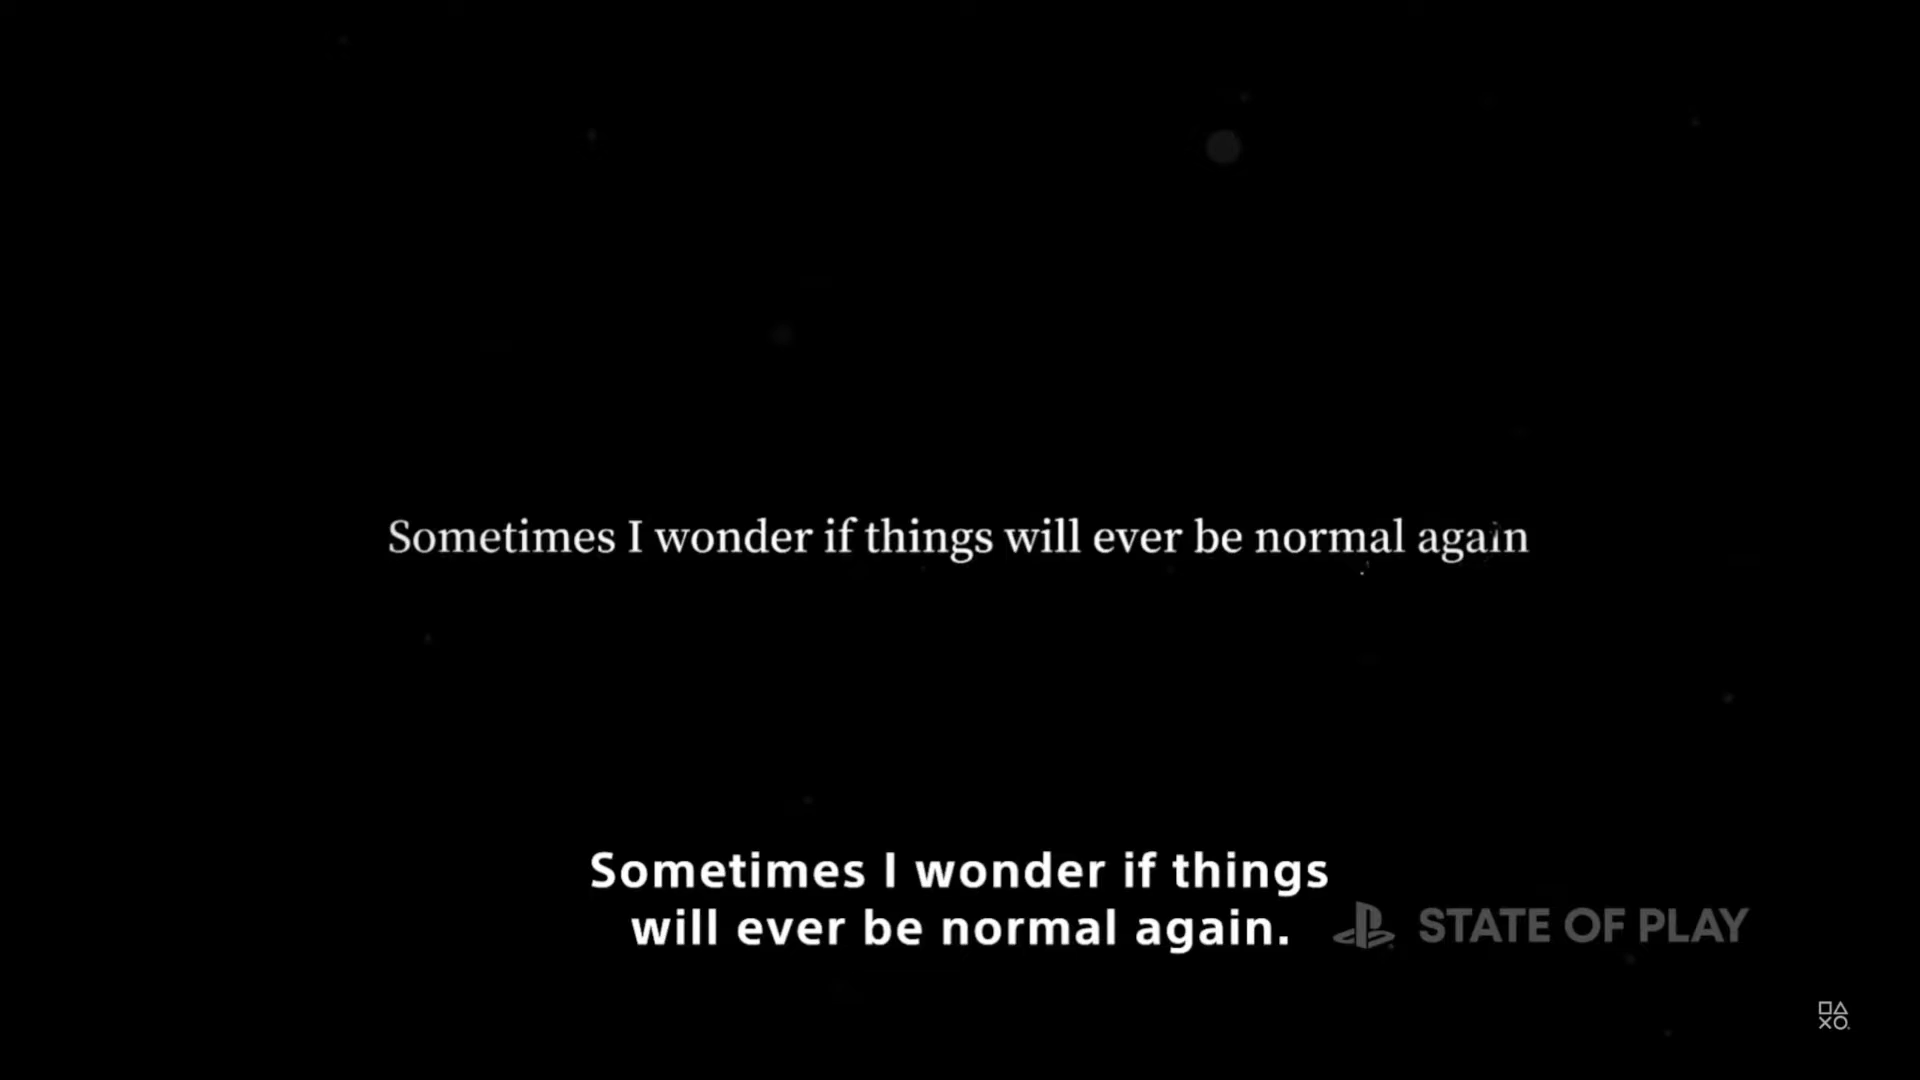 Sometimes I wonder if things will ever be normal again
Sometimes I wonder if things
will ever be normal again.
STATE OF PLAY